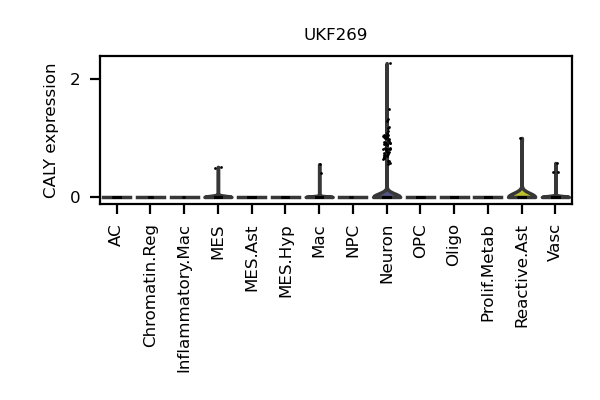 UKF269
CALY expression
2
0
AC
Chromatin.Reg
Inflammatory.Mac
MES
MES.Ast
MES.Hyp
Mac
NPC
Neuron
OPC
Oligo
Prolif.Metab
Reactive.Ast
Vasc